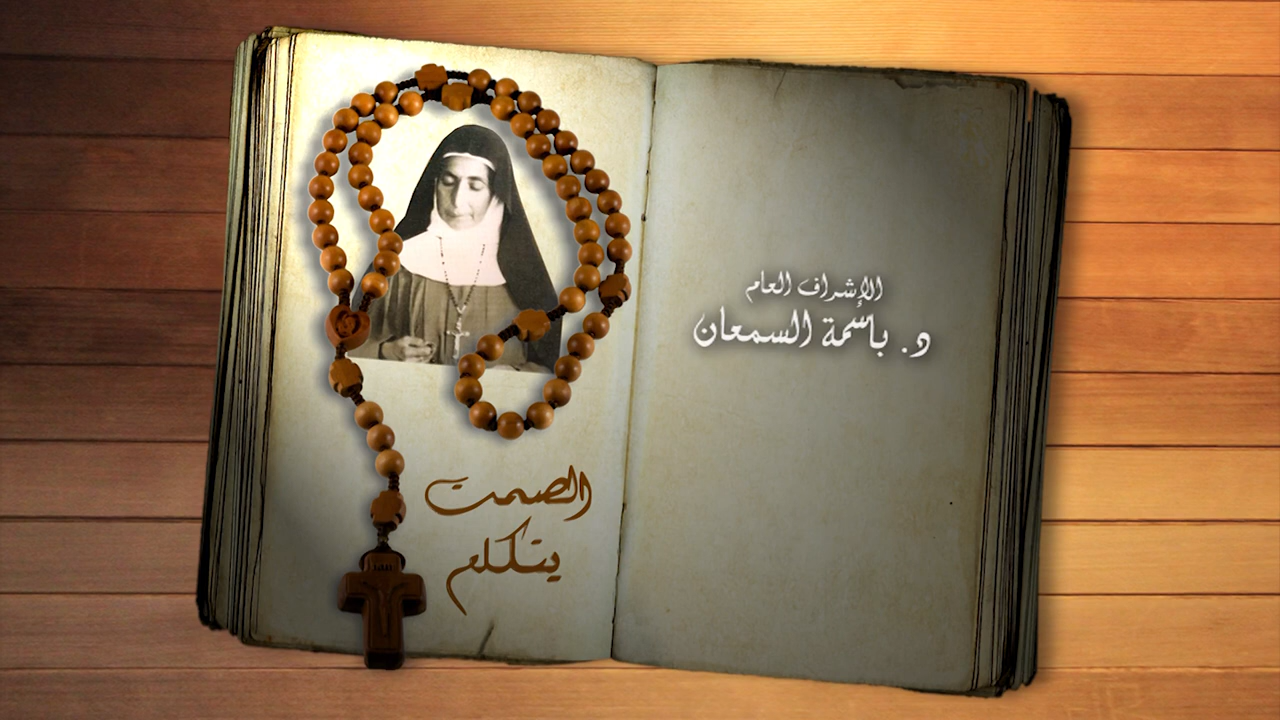 الصمت
يتكلم
الإشراف العام
د. باسمة السمعان